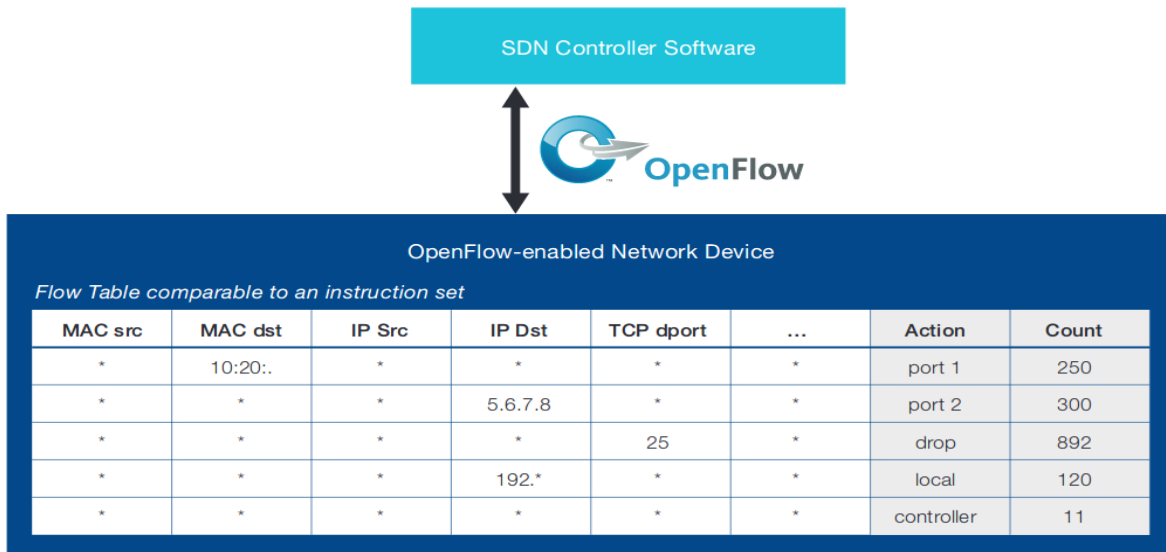 SDN Controller Software
OpenFlow
™
OpenFlow-enabled Network Device
Flow Table comparable to an instruction set
MAC src MAC dst IP Src IP Dst TCP dport ... Action Count
* 10:20:. * * * * port 1 250
* * * 5.6.7.8 * * port 2 300
* * * * 25 * drop 892
* * * 192.* * * local 120
* * * * * * controller 11